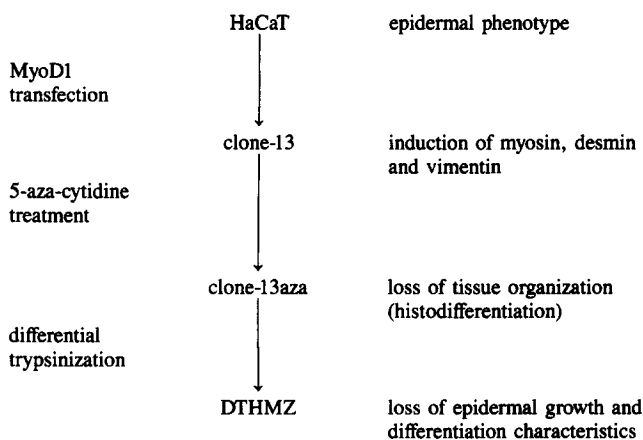 HaCaT epidermal phenotype
MyoD1
transfection
clone-13 induction of myosin, desmin
and vimentin
5-aza-cytidine
treatment
clone-13aza loss of tissue organization
(histodifferentiation)
differential
trypsinization
DTHMZ loss of epidermal growth and
differentiation characteristics